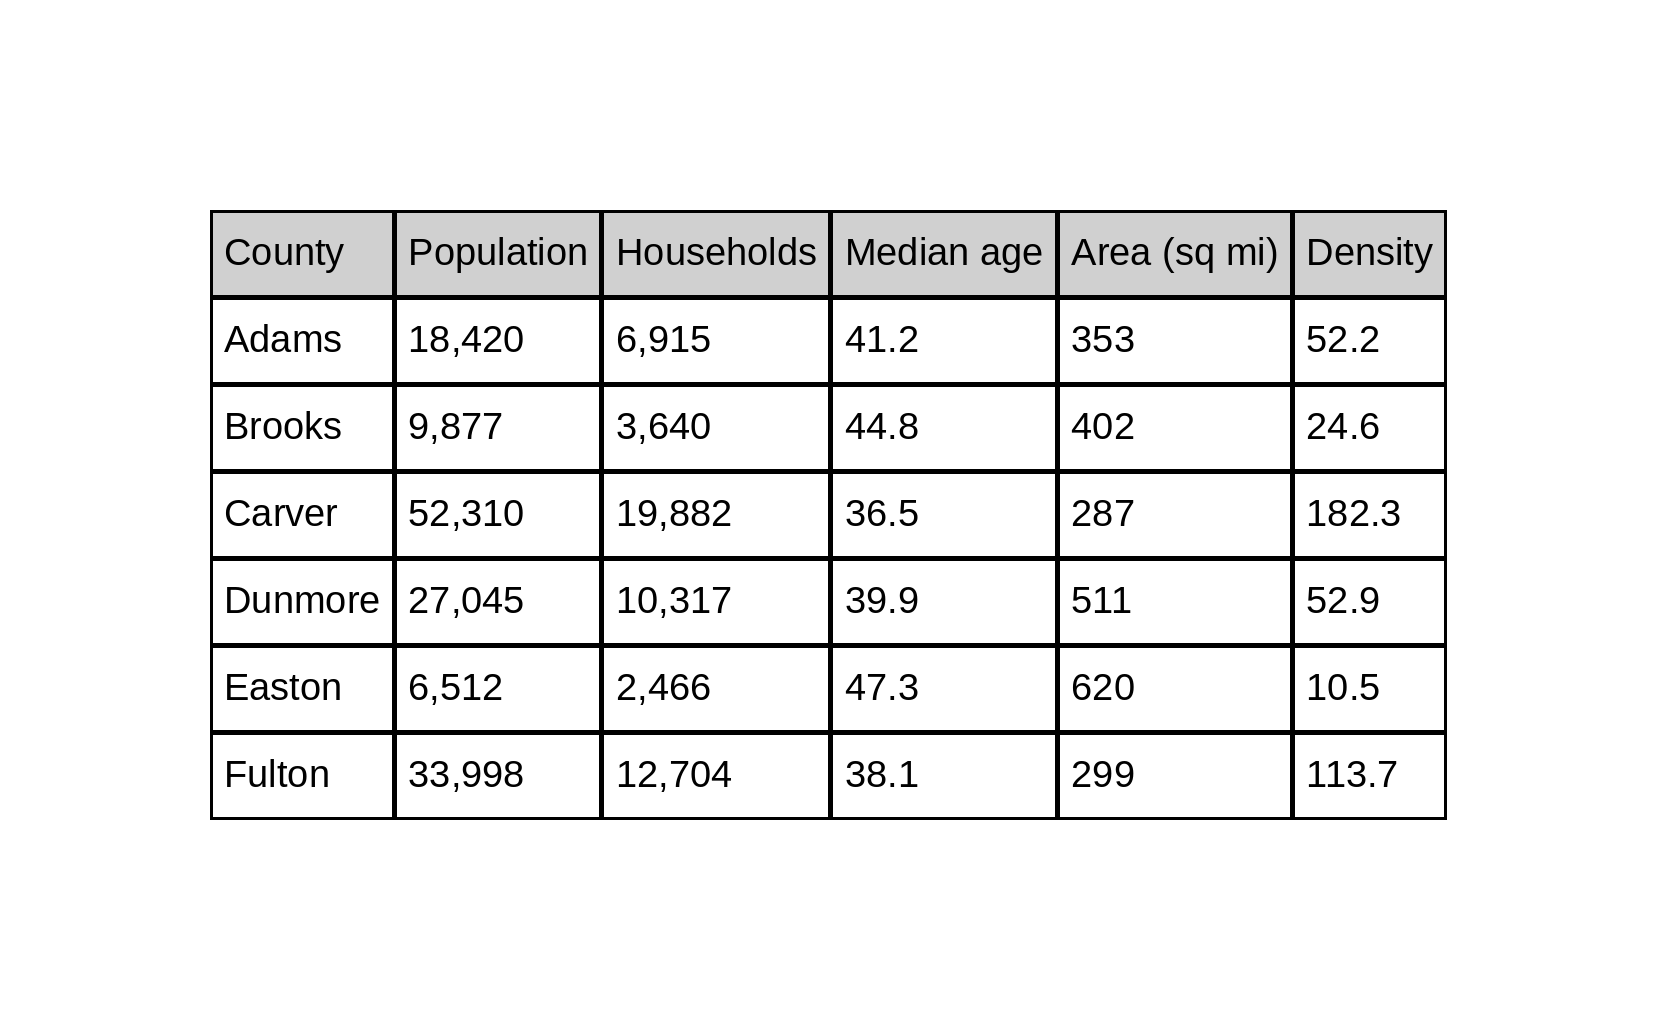 County Population Households Median age Area (sq mi) Density
Adams 18,420 6,915 41.2 353 52.2
Brooks 9,877 3,640 44.8 402 24.6
Carver 52,310 19,882 36.5 287 182.3
Dunmore 27,045 10,317 39.9 511 52.9
Easton 6,512 2,466 47.3 620 10.5
Fulton 33,998 12,704 38.1 299 113.7